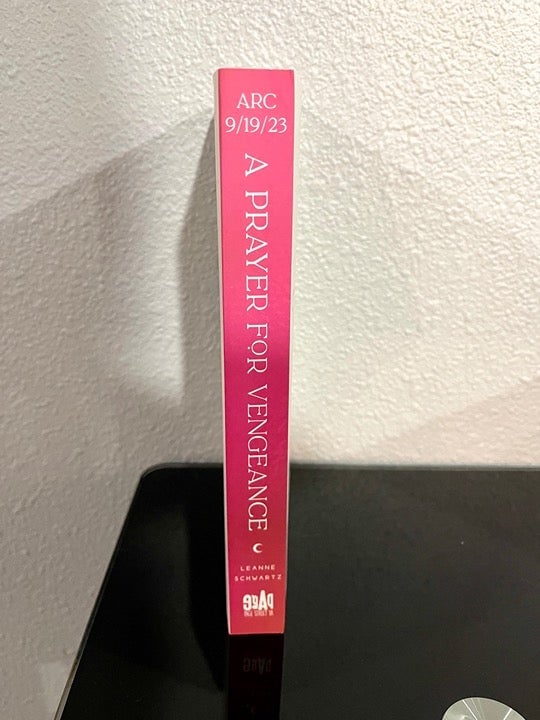 ARC
9/19/23
A PRAYER FOR VENGEANCE
LEANNE
SCHWARTZ
PAGE